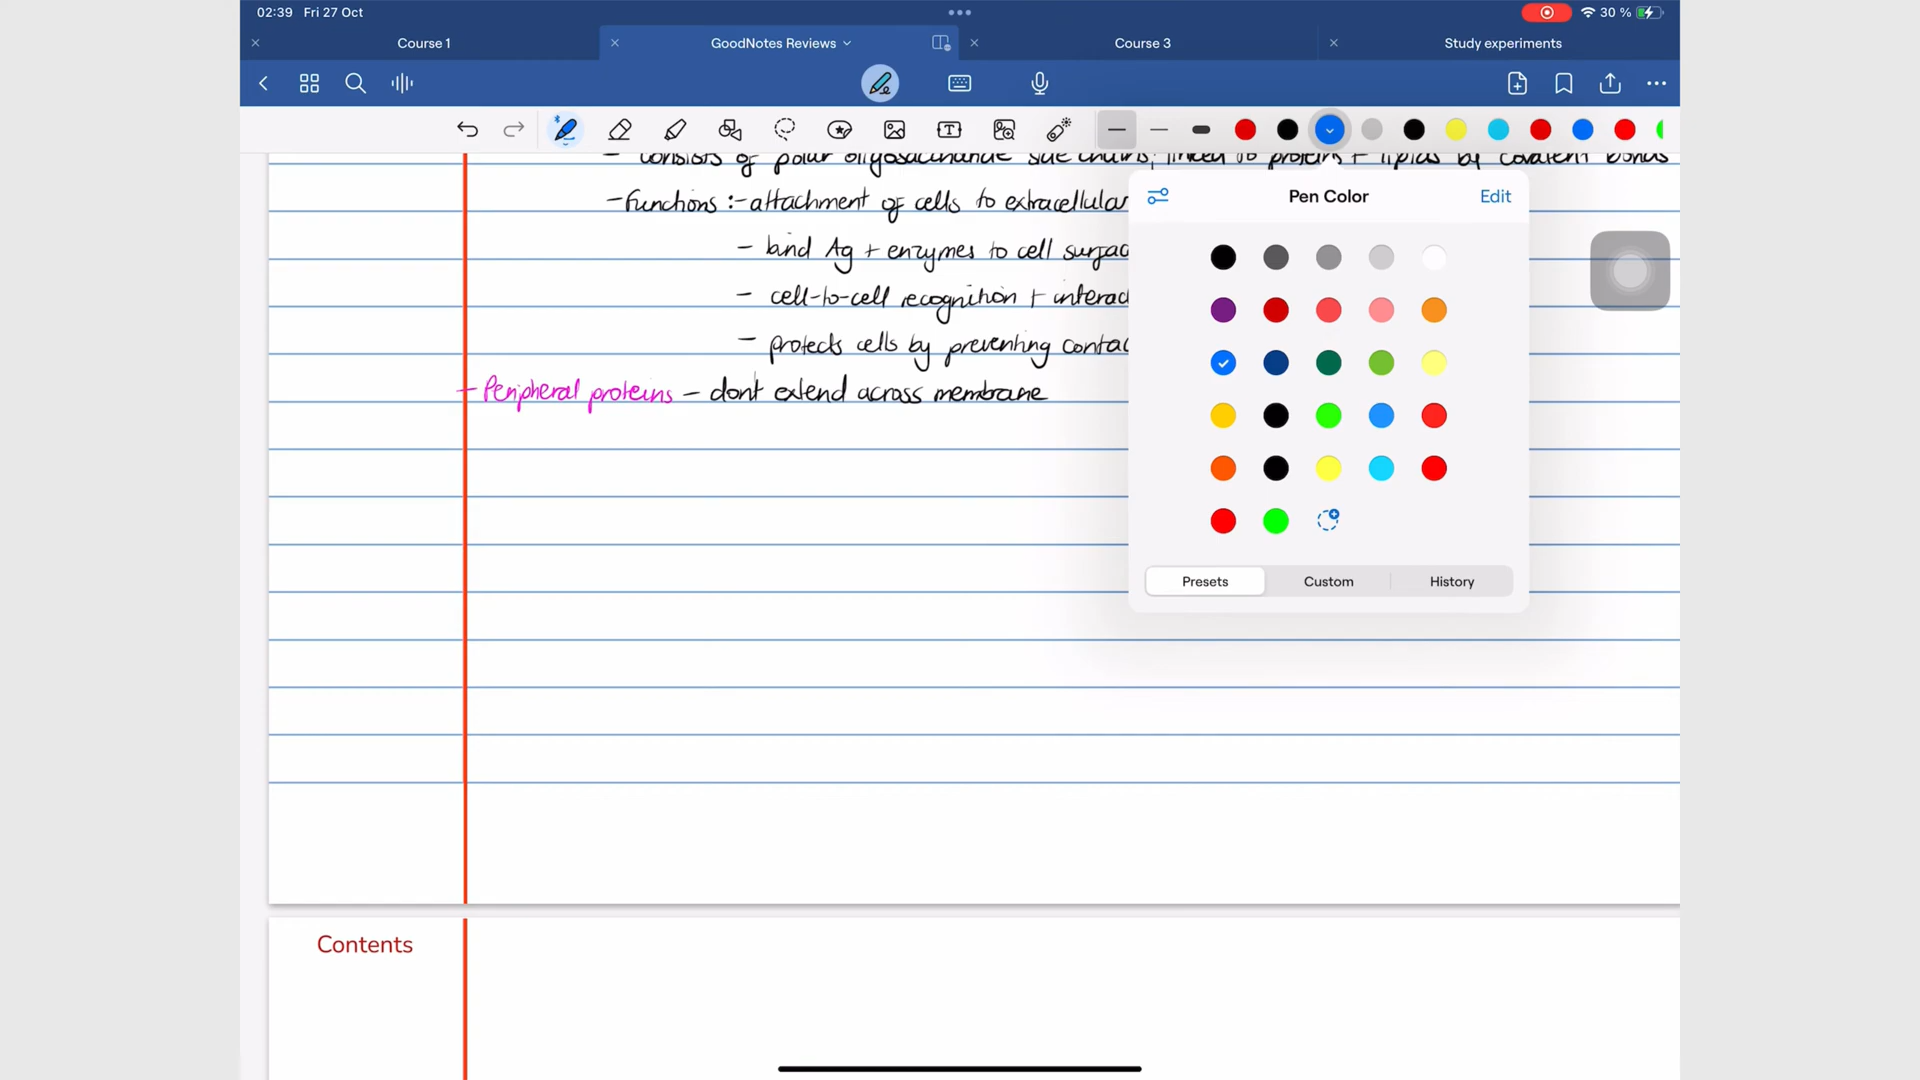 02:39 Fri 27 Oct
30 %
Course 1
GoodNotes Reviews
Course 3
Study experiments
- consists of polar oligosaccharide side chains, linked to proteins + lipids by covalent bonds
- Functions :- attachment of cells to extracellular
- bind Ag + enzymes to cell surfac
- cell-to-cell recognition + interac
- protects cells by preventing contac
- Peripheral proteins - dont extend across membrane
Pen Color
Edit
Presets
Custom
History
Contents